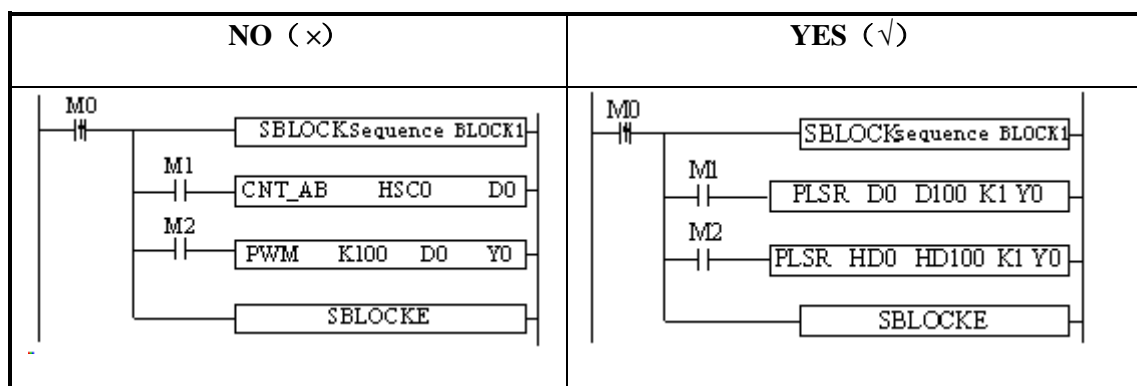 NO（×）
YES（√）
M0
SBLOCKSequence BLOCK1
M1
CNT_AB HSC0 D0
M2
PWM K100 D0 Y0
SBLOCKE
M0
SBLOCKsequence BLOCK1
M1
PLSR D0 D100 K1 Y0
M2
PLSR HD0 HD100 K1 Y0
SBLOCKE